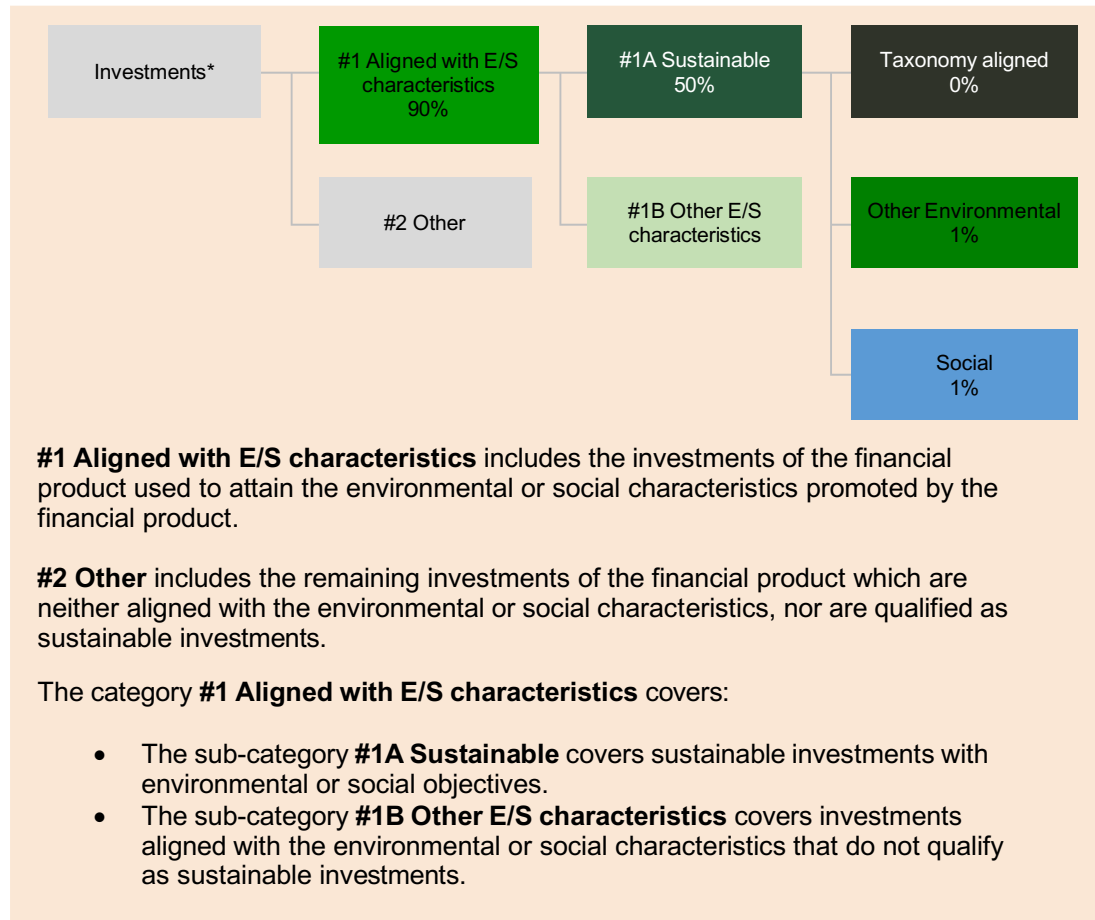 Investments*
#1 Aligned with E/S
characteristics
90%
#1A Sustainable
50%
Taxonomy aligned
0%
#2 Other
#1B Other E/S
characteristics
Other Environmental
1%
Social
1%
#1 Aligned with E/S characteristics includes the investments of the financial
product used to attain the environmental or social characteristics promoted by the
financial product.
#2 Other includes the remaining investments of the financial product which are
neither aligned with the environmental or social characteristics, nor are qualified as
sustainable investments.
The category #1 Aligned with E/S characteristics covers:
• The sub-category #1A Sustainable covers sustainable investments with
environmental or social objectives.
• The sub-category #1B Other E/S characteristics covers investments
aligned with the environmental or social characteristics that do not qualify
as sustainable investments.